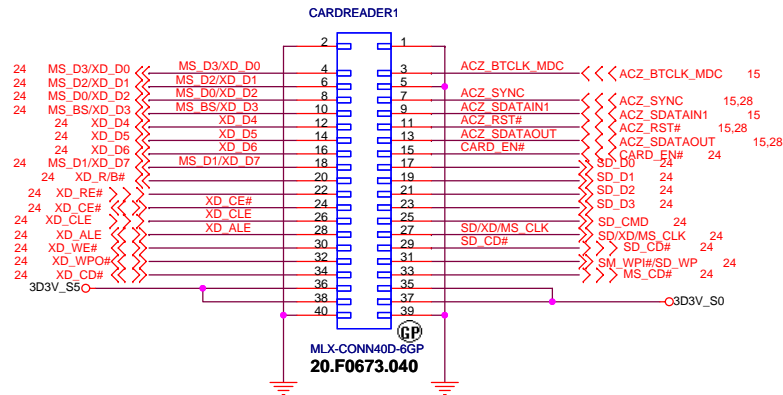 CARDREADER1
2 1
24 MS_D3/XD_D0 MS_D3/XD_D0 4 3 ACZ_BTCLK_MDC ACZ_BTCLK_MDC 15
24 MS_D2/XD_D1 MS_D2/XD_D1 6 5
24 MS_D0/XD_D2 MS_D0/XD_D2 8 7 ACZ_SYNC ACZ_SYNC 15,28
24 MS_BS/XD_D3 MS_BS/XD_D3 10 9 ACZ_SDATAIN1 ACZ_SDATAIN1 15
24 XD_D4 XD_D4 12 11 ACZ_RST# ACZ_RST# 15,28
24 XD_D5 XD_D5 14 13 ACZ_SDATAOUT ACZ_SDATAOUT 15,28
24 XD_D6 XD_D6 16 15 CARD_EN# CARD_EN# 24
24 MS_D1/XD_D7 MS_D1/XD_D7 18 17 SD_D0 24
24 XD_R/B# 20 19 SD_D1 24
24 XD_RE# 22 21 SD_D2 24
24 XD_CE# XD_CE# 24 23 SD_D3 24
24 XD_CLE XD_CLE 26 25 SD_CMD 24
24 XD_ALE XD_ALE 28 27 SD/XD/MS_CLK SD/XD/MS_CLK 24
24 XD_WE# 30 29 SD_CD# SD_CD# 24
24 XD_WPO# 32 31 SM_WPI#/SD_WP 24
24 XD_CD# 34 33 MS_CD# 24
3D3V_S5 36 35
38 37 3D3V_S0
40 39
GP
MLX-CONN40D-6GP
20.F0673.040